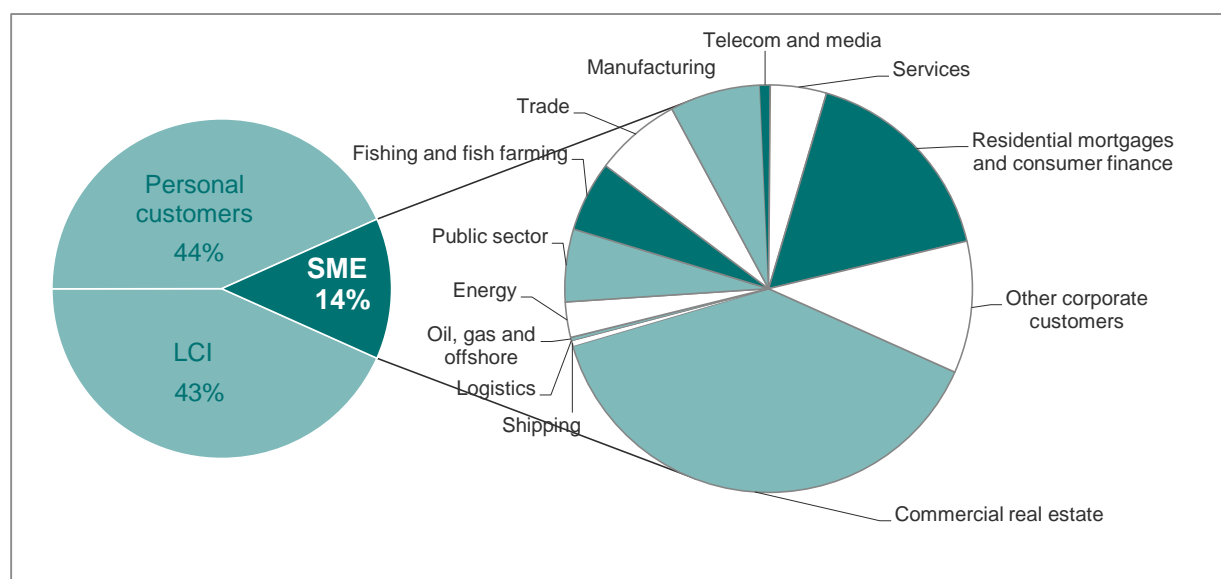 Telecom and media
Manufacturing
Services
Trade
Residential mortgages
and consumer finance
Fishing and fish farming
Personal
customers
44%
Public sector
SME
14%
Energy
Other corporate
customers
Oil, gas and
offshore
LCI
43%
Logistics
Shipping
Commercial real estate